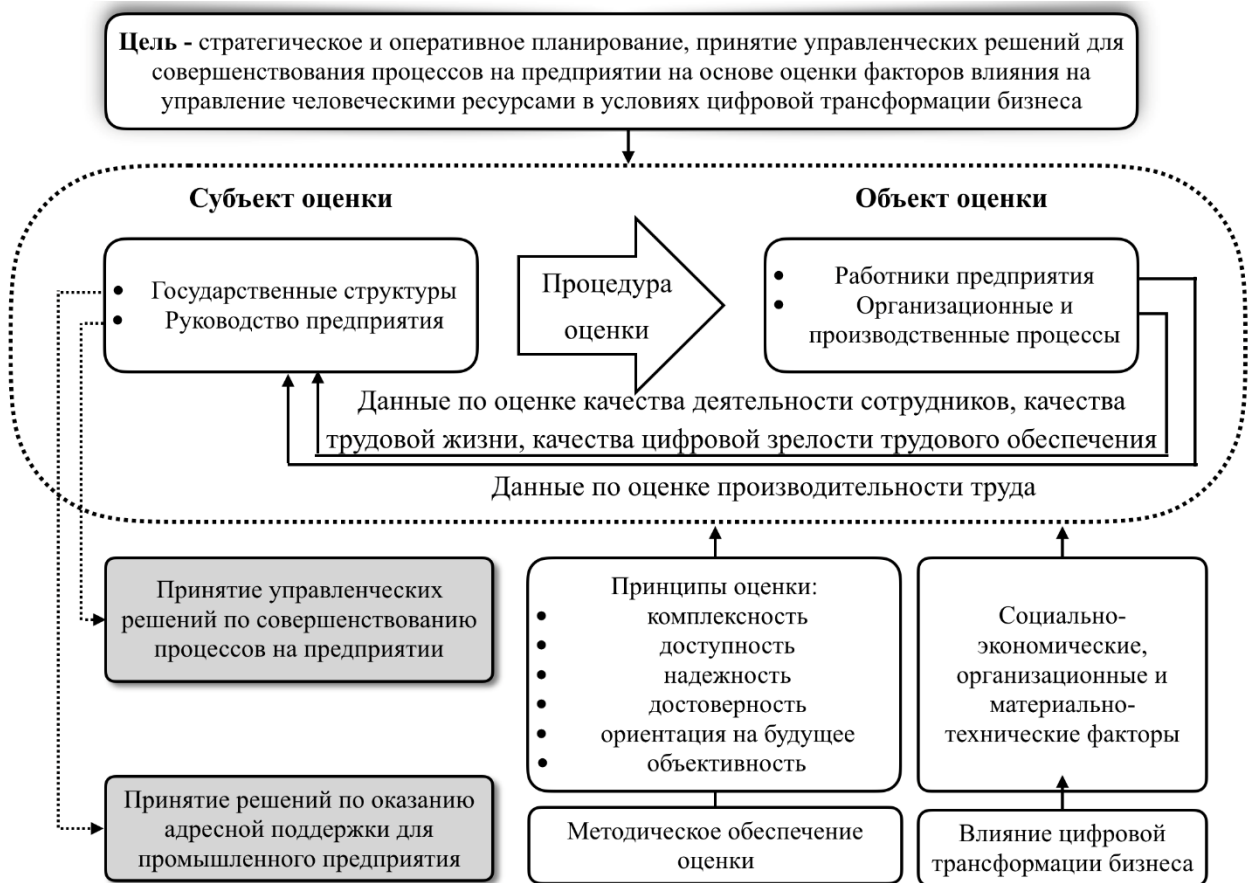 Цель - стратегическое и оперативное планирование, принятие управленческих решений для
совершенствования процессов на предприятии на основе оценки факторов влияния на
управление человеческими ресурсами в условиях цифровой трансформации бизнеса
Субъект оценки
Объект оценки
• Государственные структуры
• Руководство предприятия
Процедура
оценки
• Работники предприятия
• Организационные и
производственные процессы
Данные по оценке качества деятельности сотрудников, качества
трудовой жизни, качества цифровой зрелости трудового обеспечения
Данные по оценке производительности труда
Принятие управленческих
решений по совершенствованию
процессов на предприятии
Принятие решений по оказанию
адресной поддержки для
промышленного предприятия
Принципы оценки:
• комплексность
• доступность
• надежность
• достоверность
• ориентация на будущее
• объективность
Методическое обеспечение
оценки
Социально-
экономические,
организационные и
материально-
технические факторы
Влияние цифровой
трансформации бизнеса